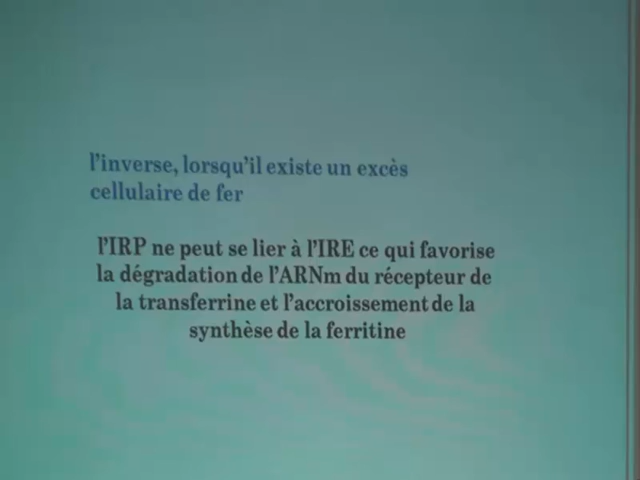 l'inverse, lorsqu'il existe un excès
cellulaire de fer
l'IRP ne peut se lier à l'IRE ce qui favorise
la dégradation de l'ARNm du récepteur de
la transferrine et l'accroissement de la
synthèse de la ferritine